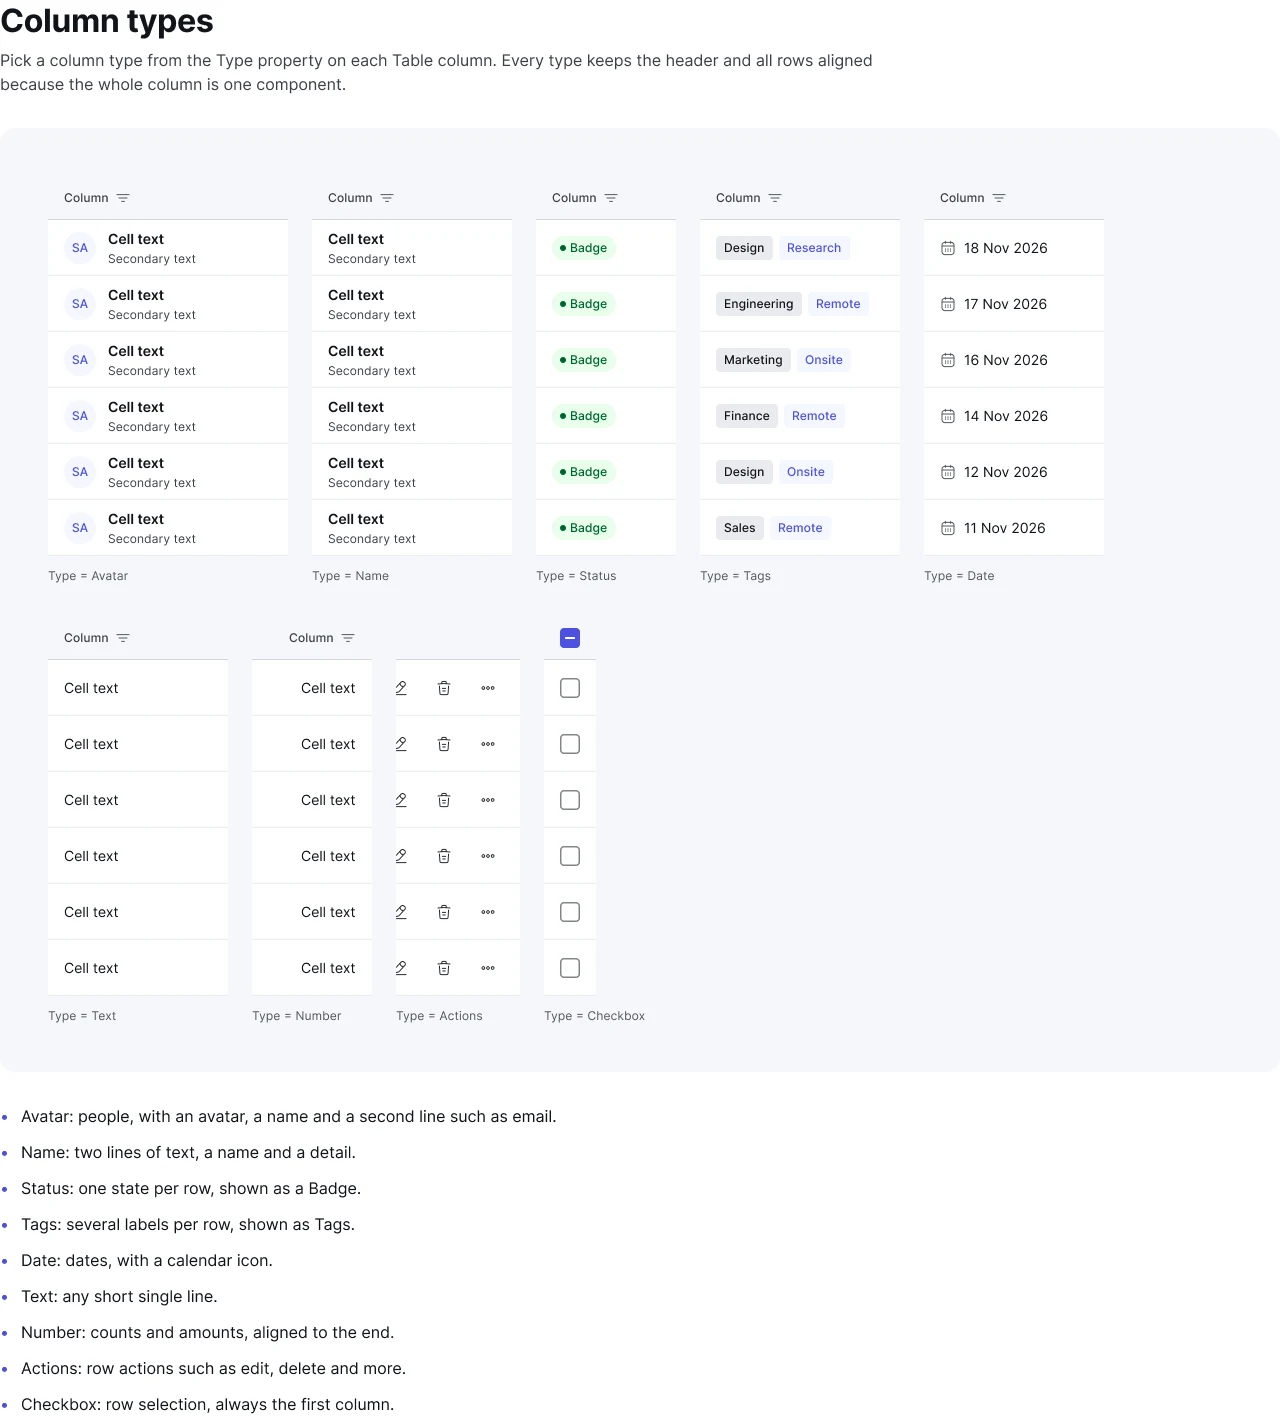 Column types
Pick a column type from the Type property on each Table column. Every type keeps the header and all rows aligned
because the whole column is one component.
Column Column Column Column Column
SA Cell text Cell text Badge Design Research 18 Nov 2026
Secondary text Secondary text
SA Cell text Cell text Badge Engineering Remote 17 Nov 2026
Secondary text Secondary text
SA Cell text Cell text Badge Marketing Onsite 16 Nov 2026
Secondary text Secondary text
SA Cell text Cell text Badge Finance Remote 14 Nov 2026
Secondary text Secondary text
SA Cell text Cell text Badge Design Onsite 12 Nov 2026
Secondary text Secondary text
SA Cell text Cell text Badge Sales Remote 11 Nov 2026
Secondary text Secondary text
Type = Avatar Type = Name Type = Status Type = Tags Type = Date
Column Column
Cell text Cell text
Cell text Cell text
Cell text Cell text
Cell text Cell text
Cell text Cell text
Cell text Cell text
Type = Text Type = Number Type = Actions Type = Checkbox
• Avatar: people, with an avatar, a name and a second line such as email.
• Name: two lines of text, a name and a detail.
• Status: one state per row, shown as a Badge.
• Tags: several labels per row, shown as Tags.
• Date: dates, with a calendar icon.
• Text: any short single line.
• Number: counts and amounts, aligned to the end.
• Actions: row actions such as edit, delete and more.
• Checkbox: row selection, always the first column.